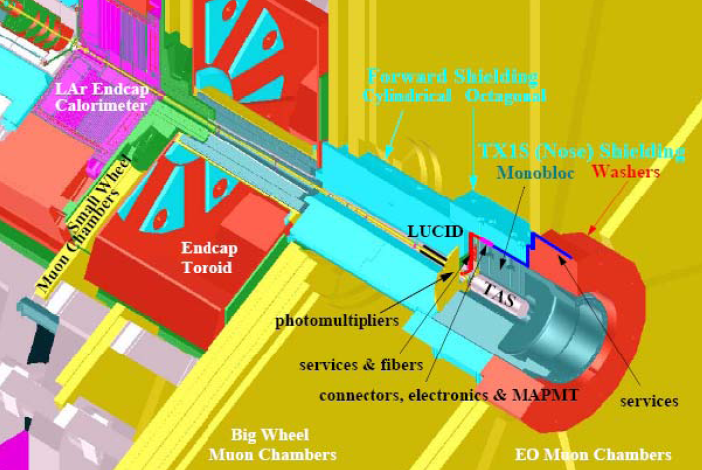 Forward Shielding
Cylindrical Octagonal
LAr Endcap
Calorimeter
TX1S (Nose) Shielding
Monobloc Washers
Small Wheel
Muon Chambers
LUCID
Endcap
Toroid
TAS
photomultipliers
services & fibers
connectors, electronics & MAPMT
services
Big Wheel
Muon Chambers
EO Muon Chambers